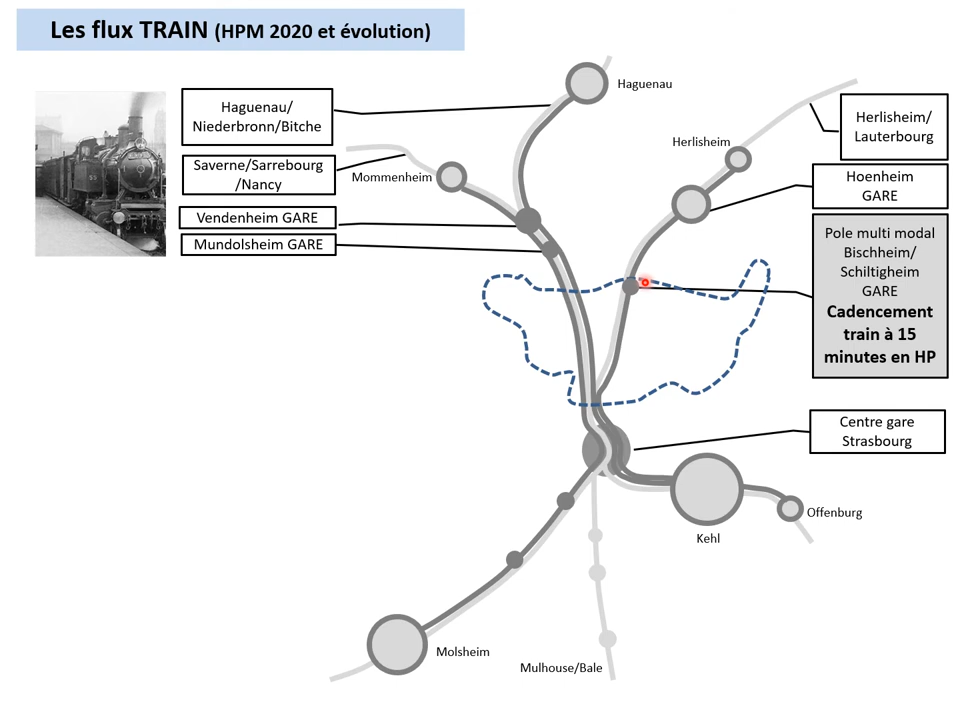 Les flux TRAIN (HPM 2020 et évolution)
Haguenau/
Niederbronn/Bitche
Saverne/Sarrebourg
/Nancy
Vendenheim GARE
Mundolsheim GARE
Mommenheim
Haguenau
Herlisheim
Herlisheim/
Lauterbourg
Hoenheim
GARE
Pole multi modal
Bischheim/
Schiltigheim
GARE
Cadencement
train à 15
minutes en HP
Centre gare
Strasbourg
Offenburg
Kehl
Molsheim
Mulhouse/Bale